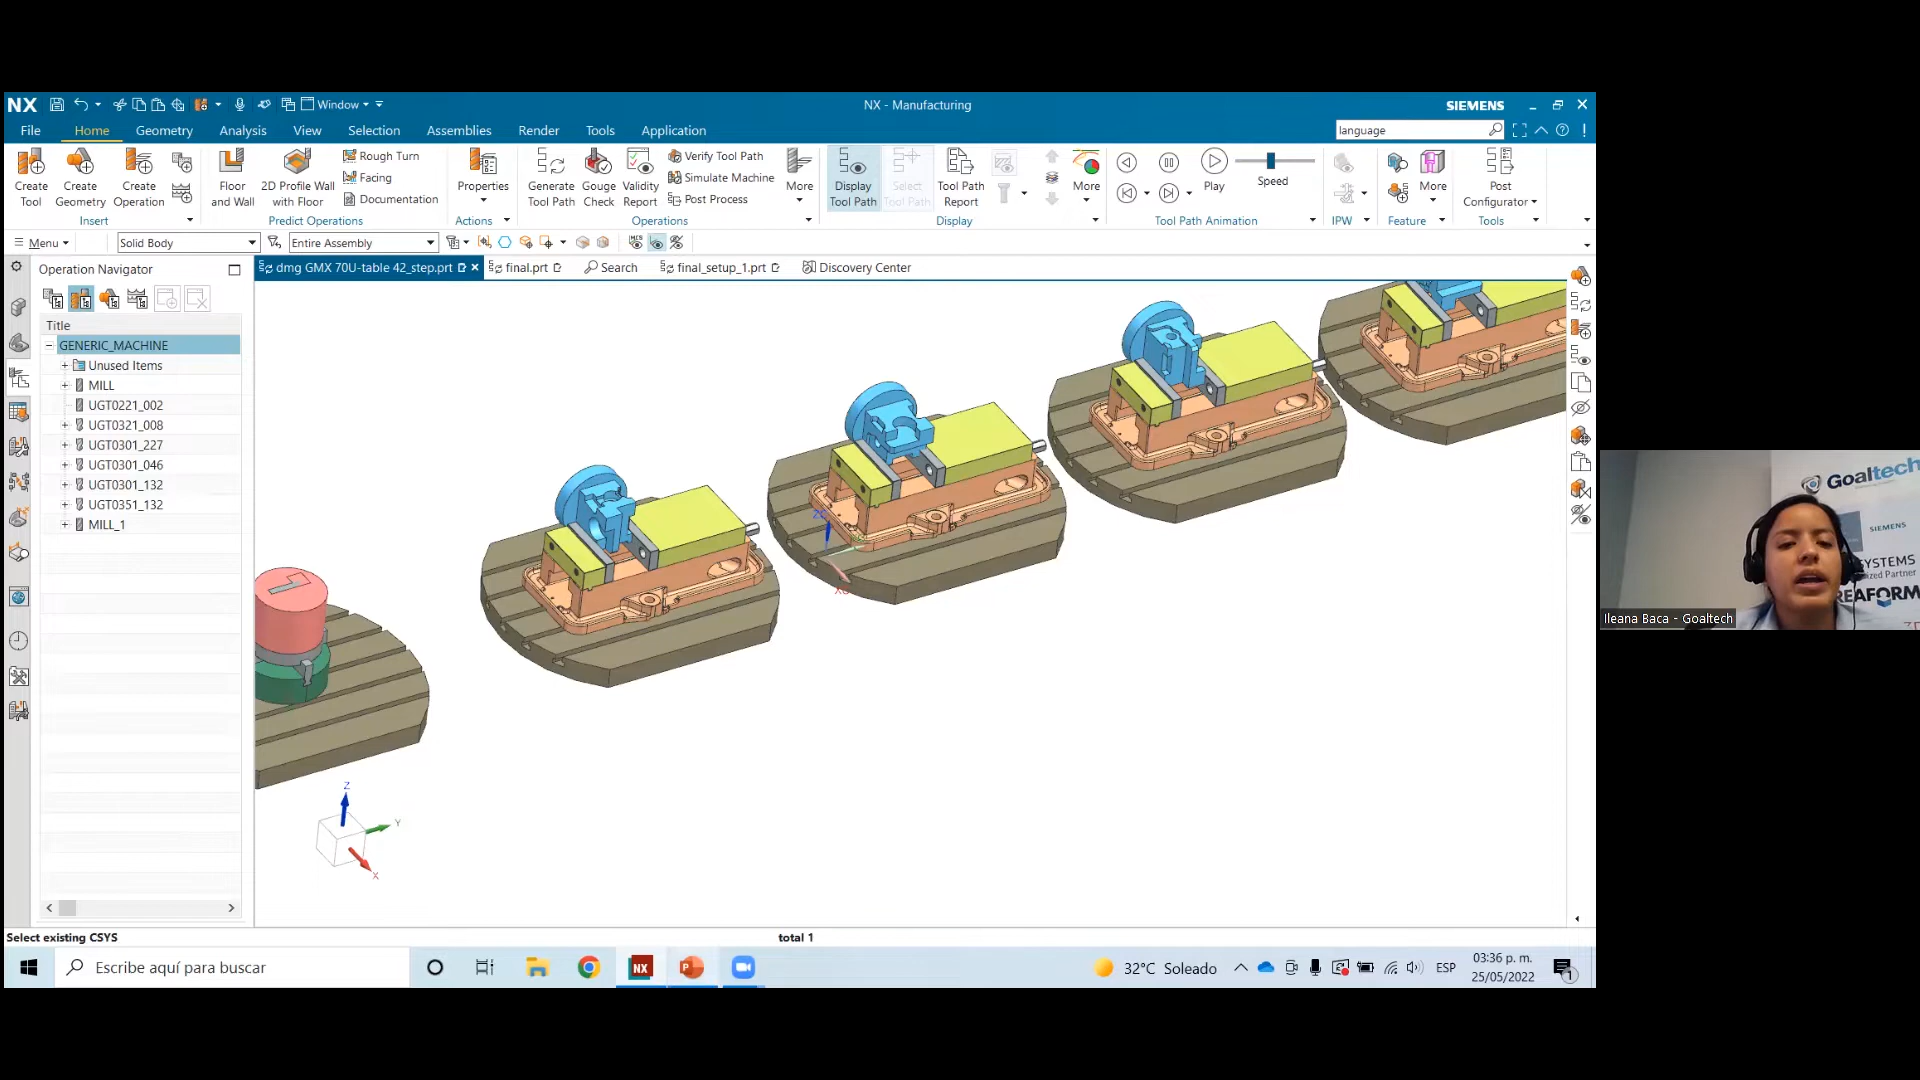 NX Window NX - Manufacturing SIEMENS
File Home Geometry Analysis View Selection Assemblies Render Tools Application language
Create Tool
Create Geometry
Create Operation
Insert
Floor and Wall
2D Profile Wall with Floor
Rough Turn
Facing
Documentation
Predict Operations
Properties
Actions
Generate Tool Path
Gouge Check
Validity Report
Verify Tool Path
Simulate Machine
Post Process
More
Operations
Display Tool Path
Select Tool Path
Tool Path Report
More
Display
Play
Speed
Tool Path Animation
IPW
More
Feature
Post Configurator
Tools
Menu Solid Body Entire Assembly
Operation Navigator
dmg GMX 70U-table 42_step.prt final.prt Search final_setup_1.prt Discovery Center
Title
GENERIC_MACHINE
Unused Items
MILL
UGT0221_002
UGT0321_008
UGT0301_227
UGT0301_046
UGT0301_132
UGT0351_132
MILL_1
Z
Y
X
Select existing CSYS total 1
Escribe aquí para buscar
32°C Soleado
ESP
03:36 p. m.
25/05/2022
1
Goaltech
SIEMENS
SYSTEMS
Partner
REAFORM
Ileana Baca - Goaltech